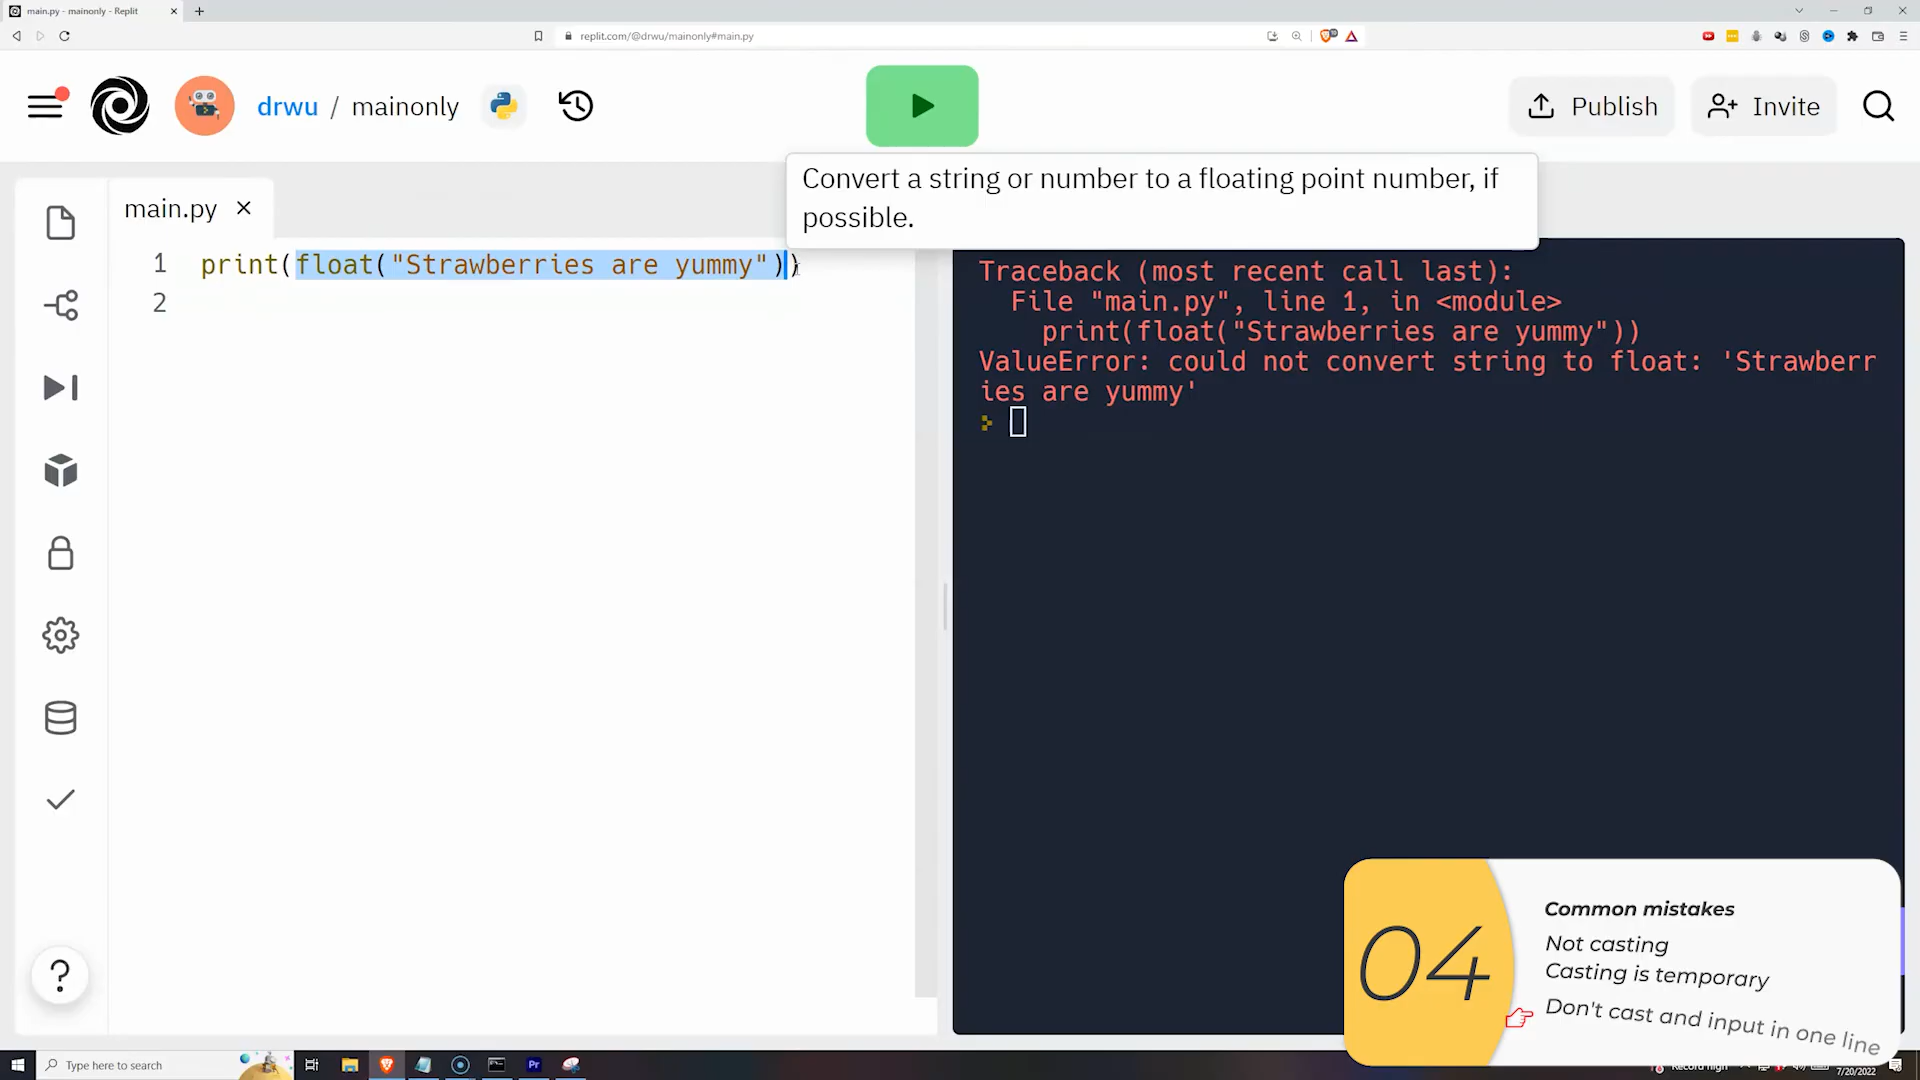 main.py - mainonly - Replit
replit.com/@drwu/mainonly#main.py
drwu / mainonly
Publish
Invite
Convert a string or number to a floating point number, if
possible.
main.py
1 print(float("Strawberries are yummy"))
2
Traceback (most recent call last):
File "main.py", line 1, in <module>
print(float("Strawberries are yummy"))
ValueError: could not convert string to float: 'Strawberr
ies are yummy'
04
Common mistakes
Not casting
Casting is temporary
Don't cast and input in one line
?
Type here to search
Pr
Record high
7/20/2022